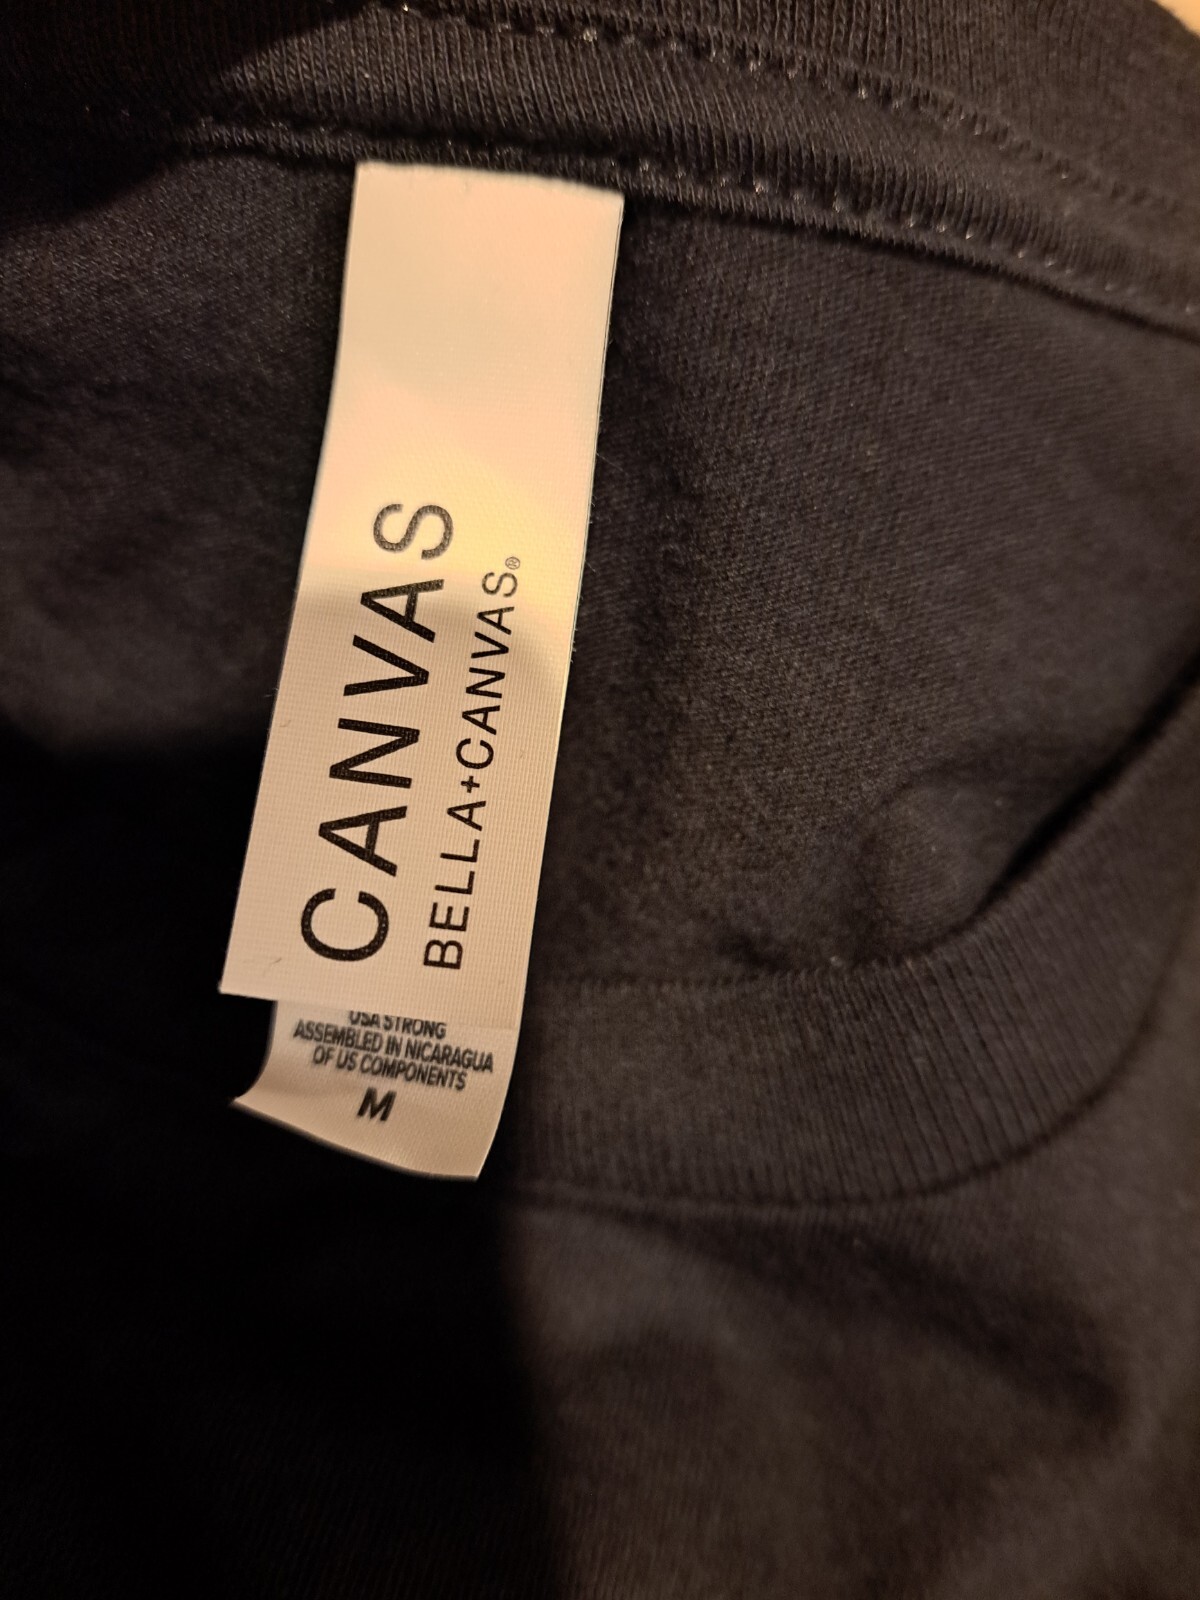 CANVAS
BELLA+CANVAS®
USA STRONG
ASSEMBLED IN NICARAGUA
OF US COMPONENTS
M